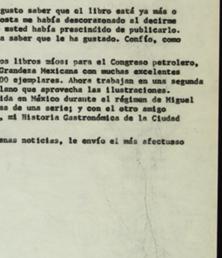 gusto saber que el libro está ya más o
osta me había descorazonado al decirme
usted había prescindido de publicarlo.
a saber que le ha gustado. Confío, como
os libros míos: para el Congreso petrolero,
Grandeza Mexicana con muchas excelentes
00 ejemplares. Ahora trabajan en una segunda
lano que aprovecha las ilustraciones.
ida en México durante el régimen de Miguel
as de una serie; y con el otro amigo
, mi Historia Gastronómica de la Ciudad
enas noticias, le envío el más afectuoso